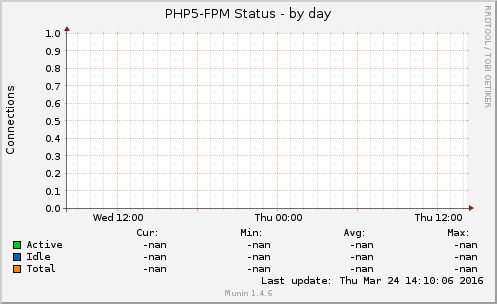 PHP5-FPM Status - by day
RRDTOOL / TOBI OETIKER
Connections
1.0
0.9
0.8
0.7
0.6
0.5
0.4
0.3
0.2
0.1
0.0
Wed 12:00 Thu 00:00 Thu 12:00
Cur: Min: Avg: Max:
Active -nan -nan -nan -nan
Idle -nan -nan -nan -nan
Total -nan -nan -nan -nan
Last update: Thu Mar 24 14:10:06 2016
Munin 1.4.6